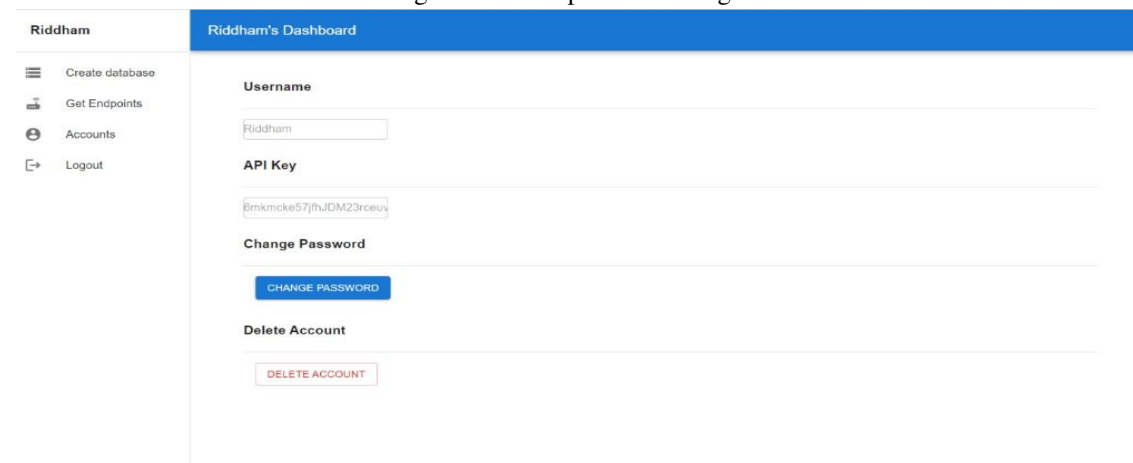 Riddham
Riddham's Dashboard
Create database
Get Endpoints
Accounts
Logout
Username
Riddham
API Key
6mkmcke57jfhJDM23rceuv
Change Password
CHANGE PASSWORD
Delete Account
DELETE ACCOUNT